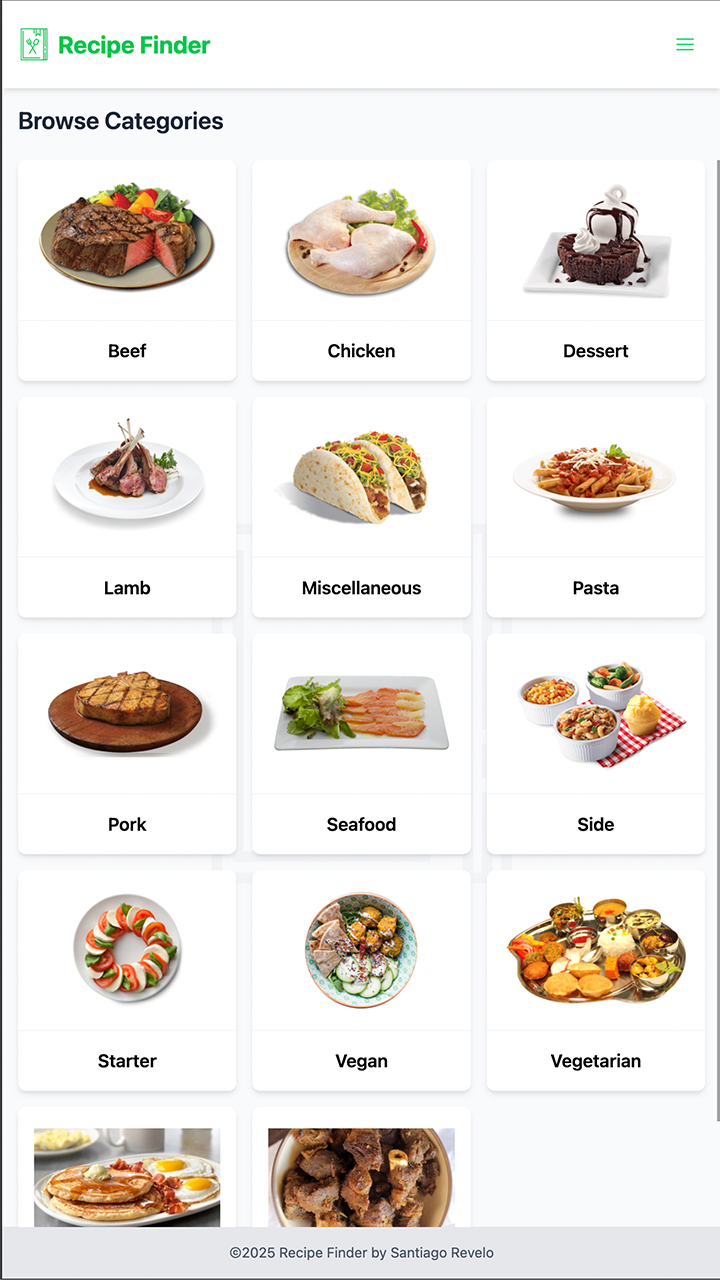 Recipe Finder
Browse Categories
Beef
Chicken
Dessert
Lamb
Miscellaneous
Pasta
Pork
Seafood
Side
Starter
Vegan
Vegetarian
©2025 Recipe Finder by Santiago Revelo